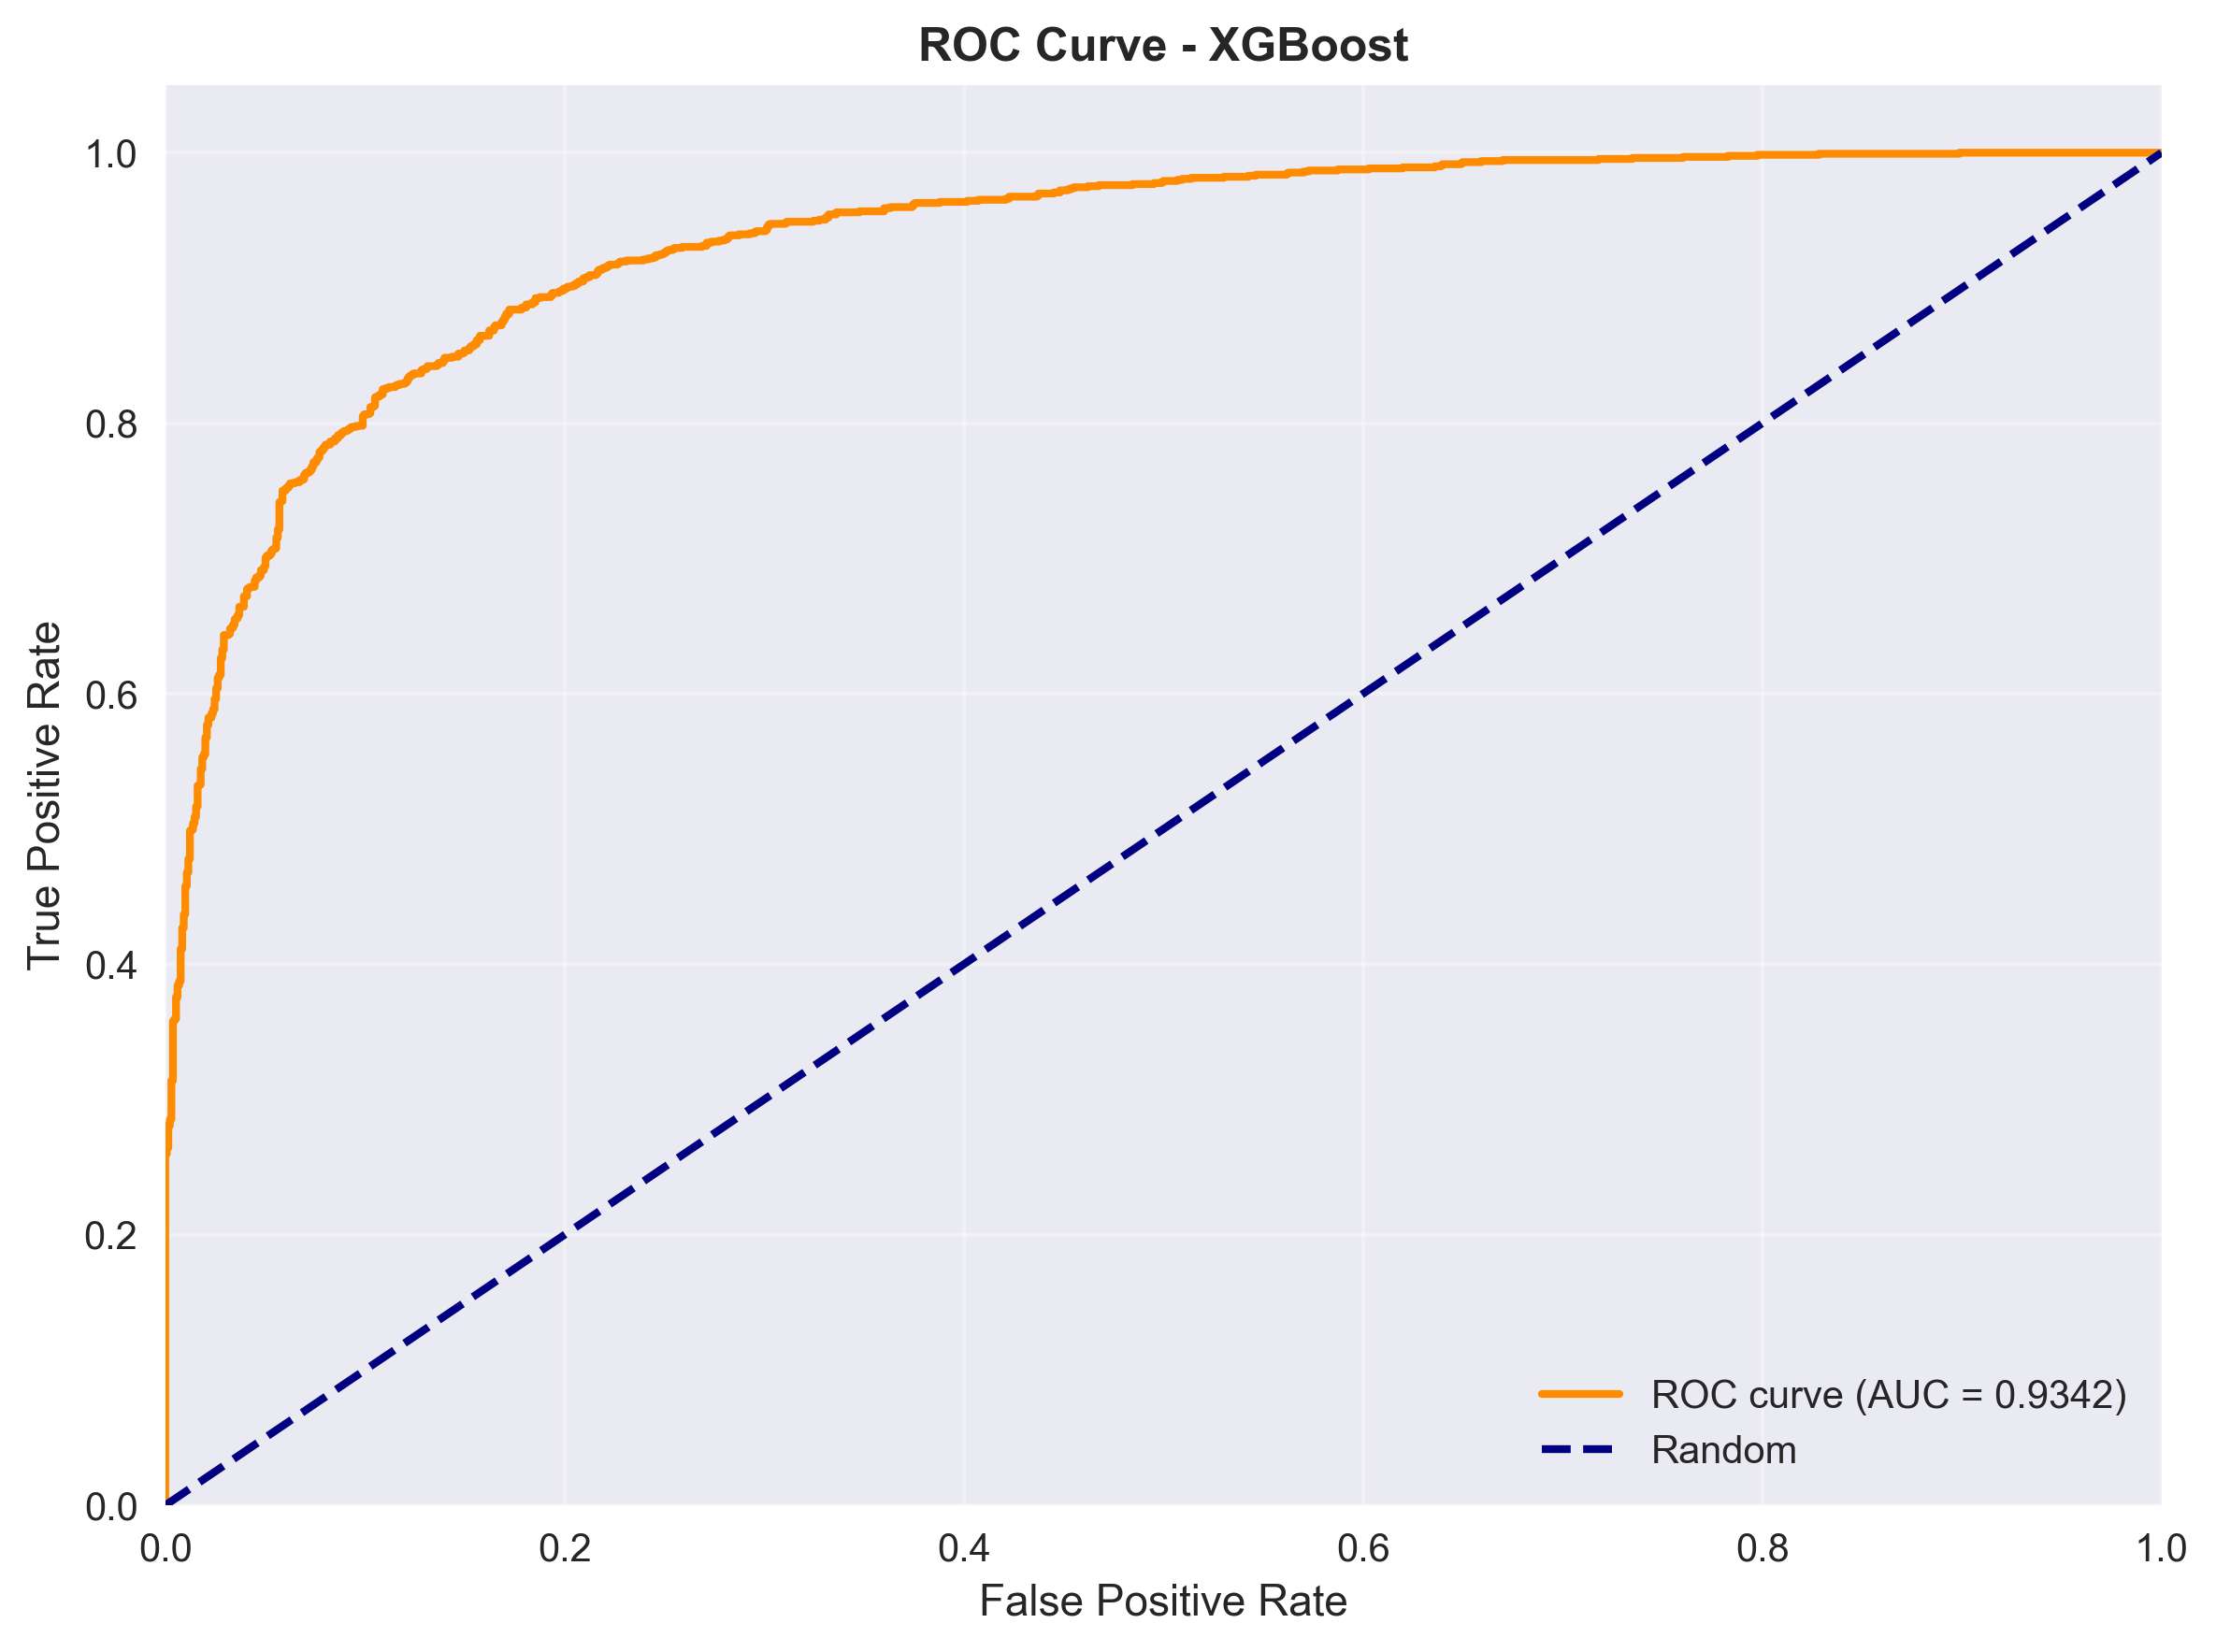 ROC Curve - XGBoost
True Positive Rate
1.0
0.8
0.6
0.4
0.2
0.0
0.0 0.2 0.4 0.6 0.8 1.0
False Positive Rate
ROC curve (AUC = 0.9342)
Random